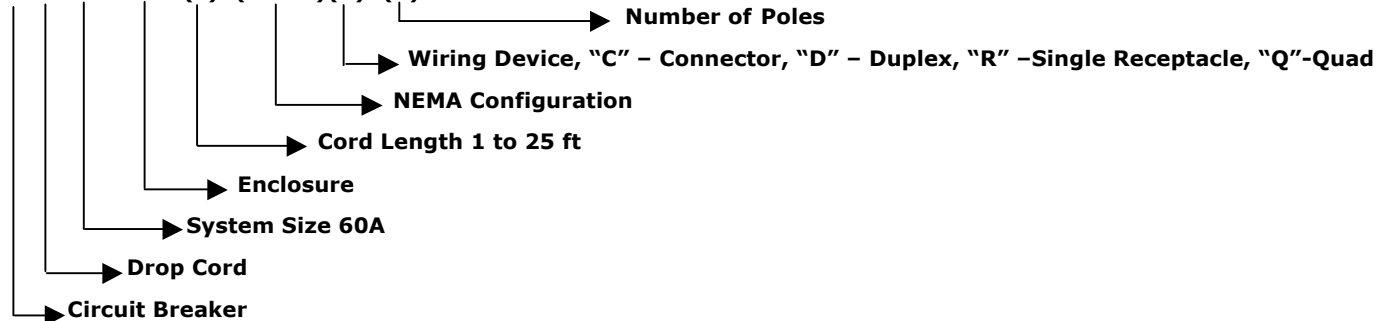 Number of Poles
Wiring Device, “C” – Connector, “D” – Duplex, “R” –Single Receptacle, “Q”-Quad
NEMA Configuration
Cord Length 1 to 25 ft
Enclosure
System Size 60A
Drop Cord
Circuit Breaker